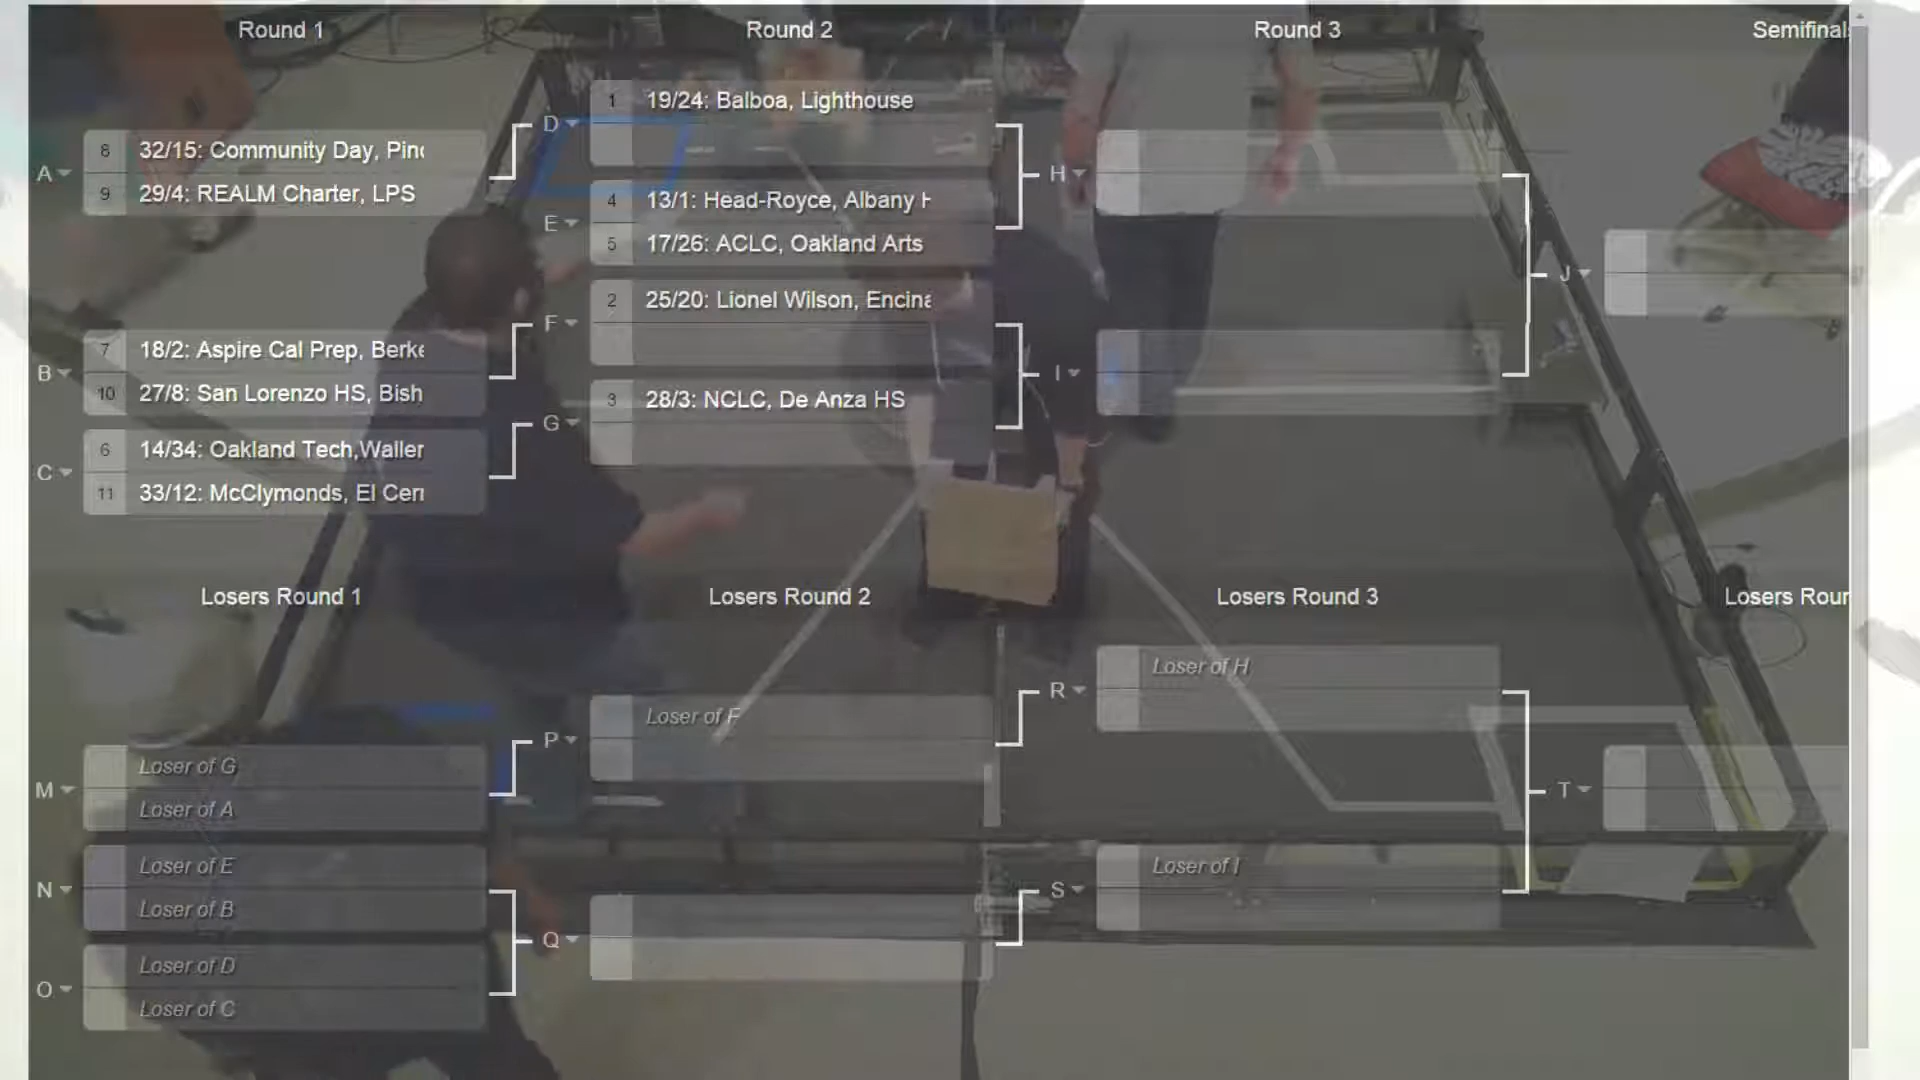 Round 1
Round 2
Round 3
Semifinals
A
8 32/15: Community Day, Pin
9 29/4: REALM Charter, LPS
B
7 18/2: Aspire Cal Prep, Berke
10 27/8: San Lorenzo HS, Bish
C
6 14/34: Oakland Tech,Waller
11 33/12: McClymonds, El Cerr
D
1 19/24: Balboa, Lighthouse
E
4 13/1: Head-Royce, Albany H
5 17/26: ACLC, Oakland Arts
F
2 25/20: Lionel Wilson, Encina
G
3 28/3: NCLC, De Anza HS
H
I
J
Losers Round 1
Losers Round 2
Losers Round 3
Losers Roun
M
Loser of G
Loser of A
N
Loser of E
Loser of B
O
Loser of D
Loser of C
P
Loser of F
Q
R
Loser of H
S
Loser of I
T